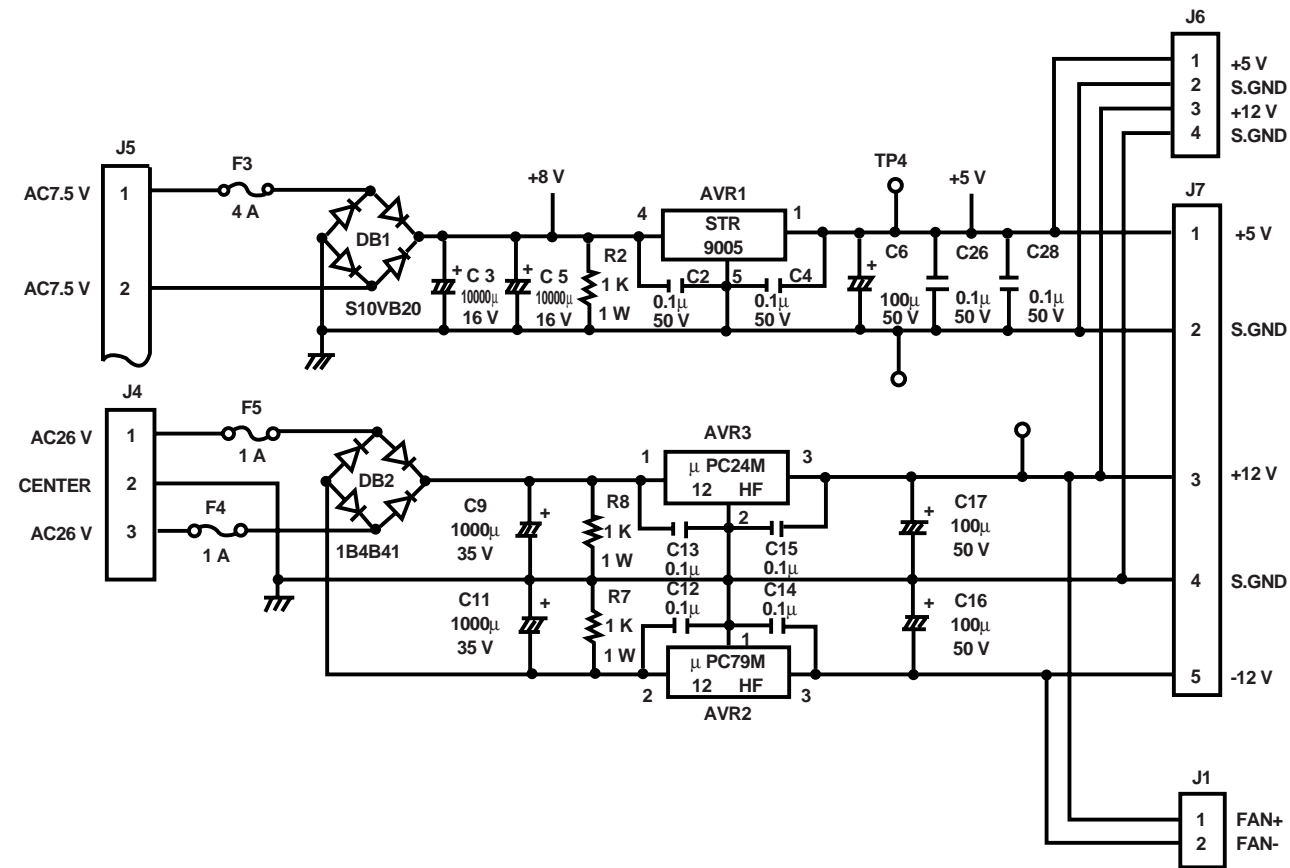 J6
1 +5 V
2 S.GND
3 +12 V
4 S.GND
J5
AC7.5 V 1
AC7.5 V 2
F3
4 A
DB1
S10VB20
+8 V
C 3
10000µ
16 V
C 5
10000µ
16 V
R2
1 K
1 W
AVR1
4 STR 1
9005
5
C2
0.1µ
50 V
C4
0.1µ
50 V
TP4
C6
100µ
50 V
+5 V
C26
0.1µ
50 V
C28
0.1µ
50 V
J7
1 +5 V
2 S.GND
3 +12 V
4 S.GND
5 -12 V
J4
AC26 V 1
CENTER 2
AC26 V 3
F5
1 A
F4
1 A
DB2
1B4B41
C9
1000µ
35 V
C11
1000µ
35 V
R8
1 K
1 W
R7
1 K
1 W
AVR3
1 µ PC24M 3
12 HF
2
C13
0.1µ
C15
0.1µ
C12
0.1µ
C14
0.1µ
1
µ PC79M
2 12 HF 3
AVR2
C17
100µ
50 V
C16
100µ
50 V
J1
1 FAN+
2 FAN-
+
+
+
+
+
+
+